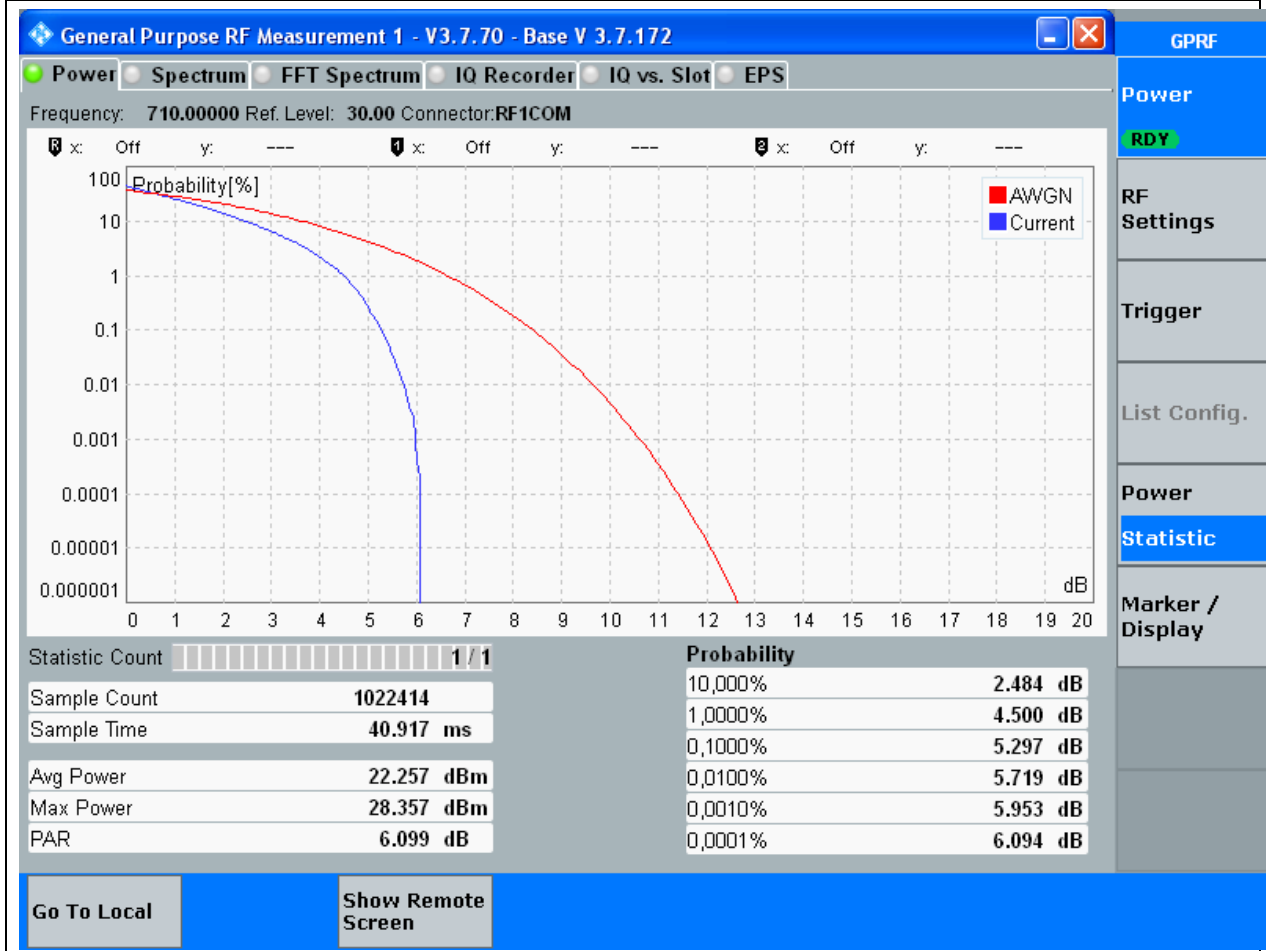 General Purpose RF Measurement 1 - V3.7.70 - Base V 3.7.172
Power Spectrum FFT Spectrum IQ Recorder IQ vs. Slot EPS
Frequency: 710.00000 Ref. Level: 30.00 Connector:RF1COM
R x: Off y: --- 1 x: Off y: --- 2 x: Off y: ---
Probability[%]
AWGN
Current
100
10
1
0.1
0.01
0.001
0.0001
0.00001
0.000001
dB
0 1 2 3 4 5 6 7 8 9 10 11 12 13 14 15 16 17 18 19 20
Statistic Count 1 / 1
Sample Count 1022414
Sample Time 40.917 ms
Avg Power 22.257 dBm
Max Power 28.357 dBm
PAR 6.099 dB
Probability
10,000% 2.484 dB
1,0000% 4.500 dB
0,1000% 5.297 dB
0,0100% 5.719 dB
0,0010% 5.953 dB
0,0001% 6.094 dB
GPRF
Power
RDY
RF
Settings
Trigger
List Config.
Power
Statistic
Marker /
Display
Go To Local
Show Remote
Screen